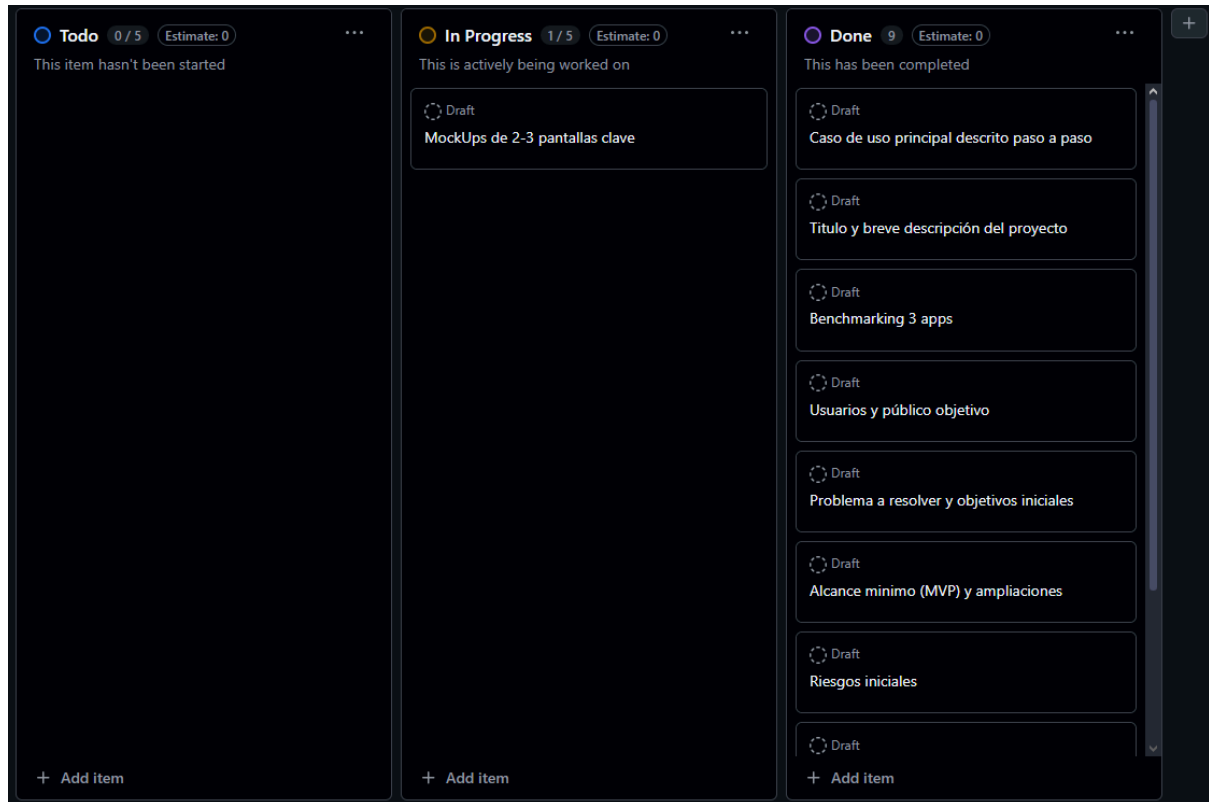 Todo 0 / 5 Estimate: 0 ...
This item hasn't been started
+ Add item
In Progress 1 / 5 Estimate: 0 ...
This is actively being worked on
Draft
MockUps de 2-3 pantallas clave
+ Add item
Done 9 Estimate: 0 ...
This has been completed
Draft
Caso de uso principal descrito paso a paso
Draft
Titulo y breve descripción del proyecto
Draft
Benchmarking 3 apps
Draft
Usuarios y público objetivo
Draft
Problema a resolver y objetivos iniciales
Draft
Alcance minimo (MVP) y ampliaciones
Draft
Riesgos iniciales
Draft
+ Add item
+